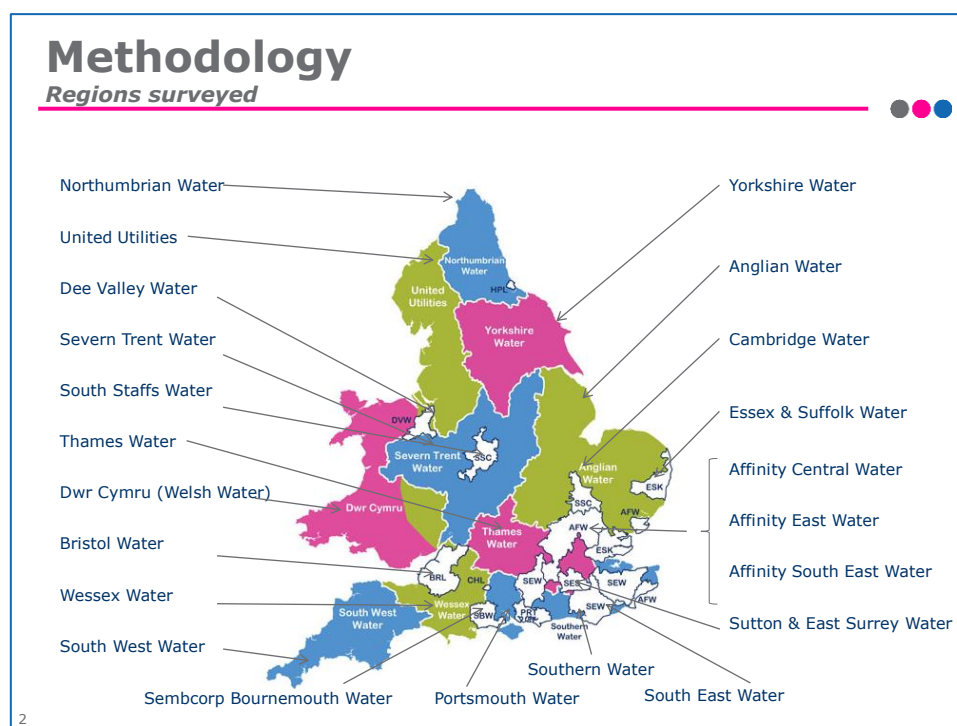 Methodology
Regions surveyed
Northumbrian Water
United Utilities
Dee Valley Water
Severn Trent Water
South Staffs Water
Thames Water
Dwr Cymru (Welsh Water)
Bristol Water
Wessex Water
South West Water
Sembcorp Bournemouth Water
Portsmouth Water
Southern Water
South East Water
Yorkshire Water
Anglian Water
Cambridge Water
Essex & Suffolk Water
Affinity Central Water
Affinity East Water
Affinity South East Water
Sutton & East Surrey Water
Northumbrian
Water
HPL
United
Utilities
Yorkshire
Water
DVW
Severn Trent
Water
SSC
Anglian
Water
ESK
SSC
AFW
Dwr Cymru
Thames
Water
AFW
ESK
BRL
CHL
SEW
SES
SEW
AFW
Wessex
Water
SBW
PRT
SEW
South West
Water
Southern
Water
2